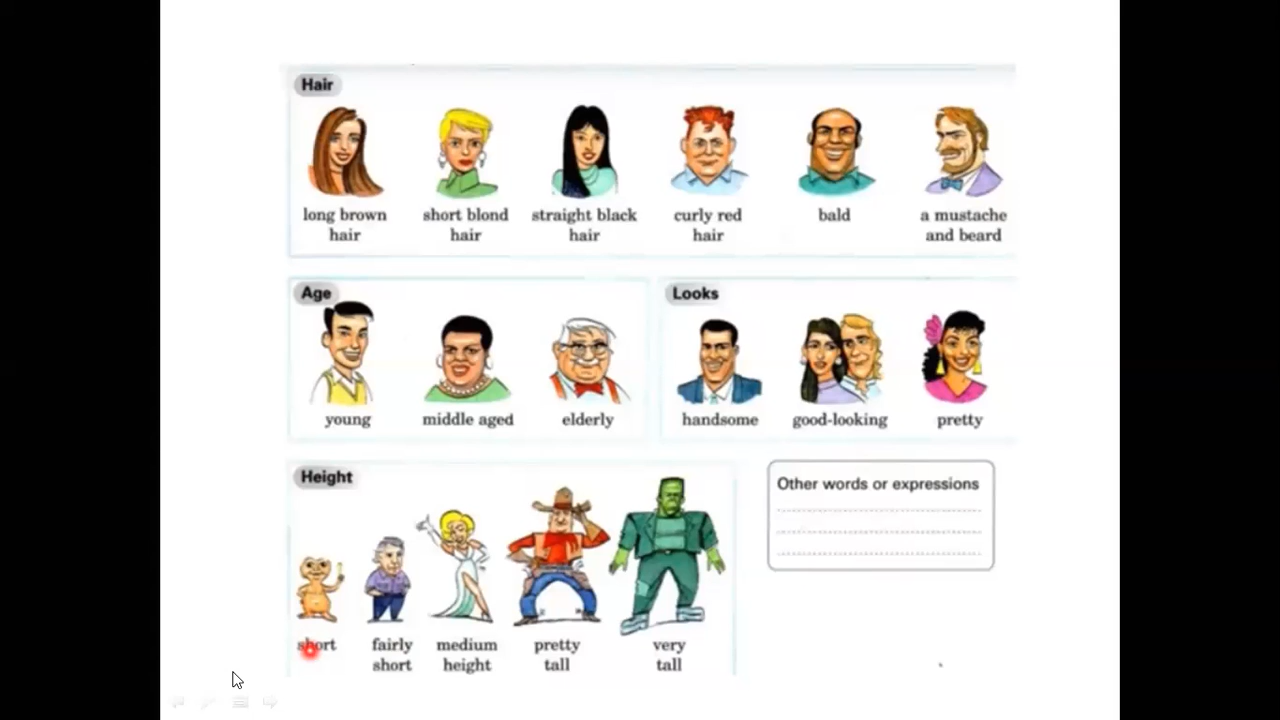 Hair
long brown
hair
short blond
hair
straight black
hair
curly red
hair
bald
a mustache
and beard
Age
young
middle aged
elderly
Looks
handsome
good-looking
pretty
Height
short
fairly
short
medium
height
pretty
tall
very
tall
Other words or expressions